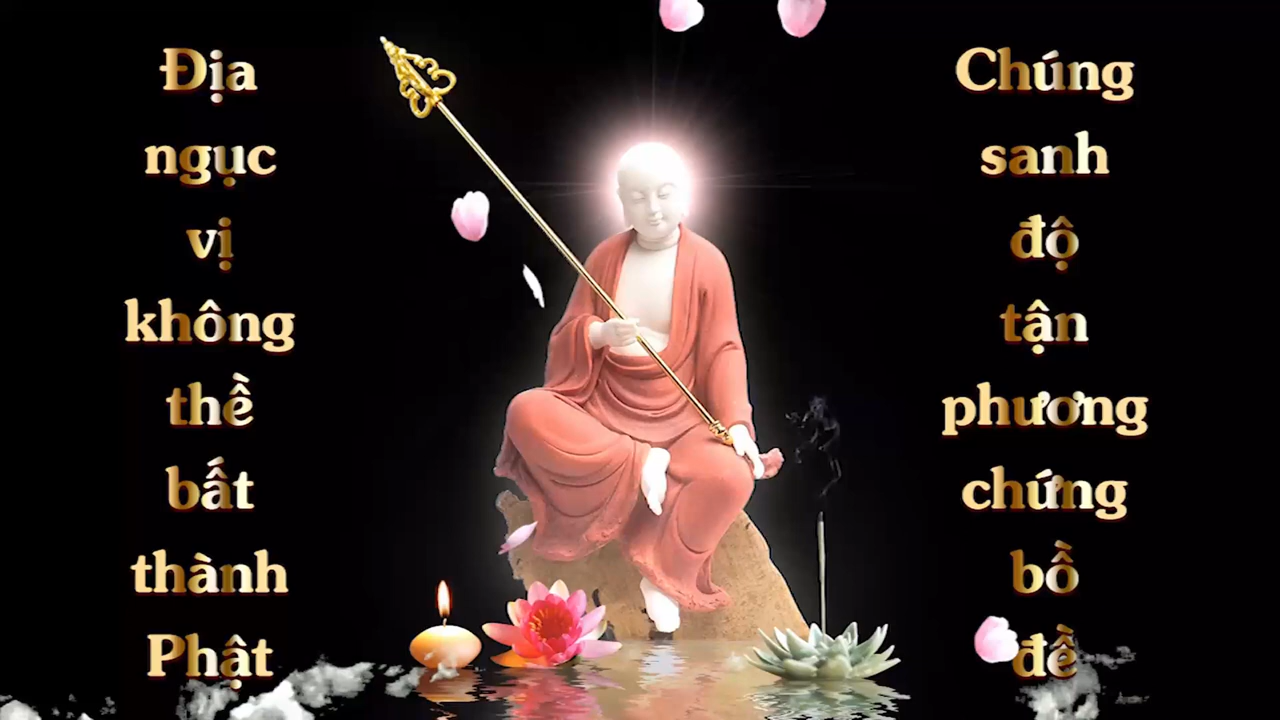 Địa
ngục
vị
không
thề
bất
thành
Phật
Chúng
sanh
độ
tận
phương
chứng
bồ
đề